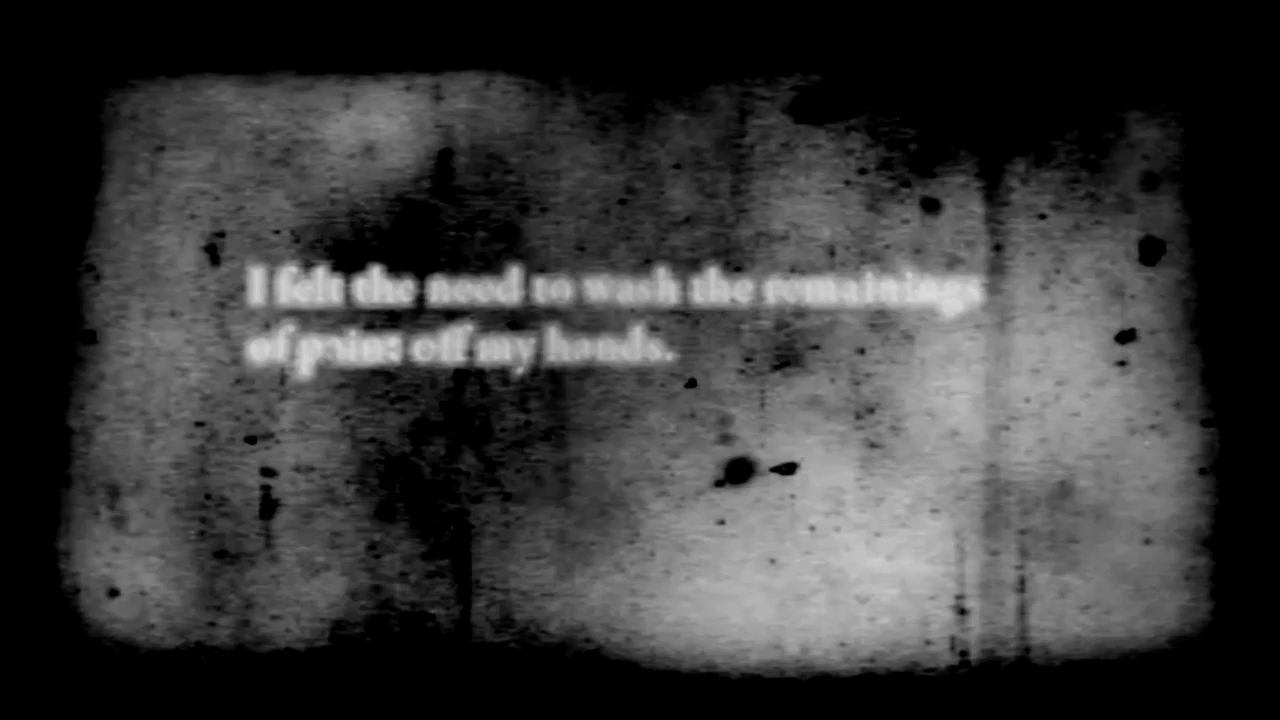 I felt the need to wash the remainings
of paint off my hands.